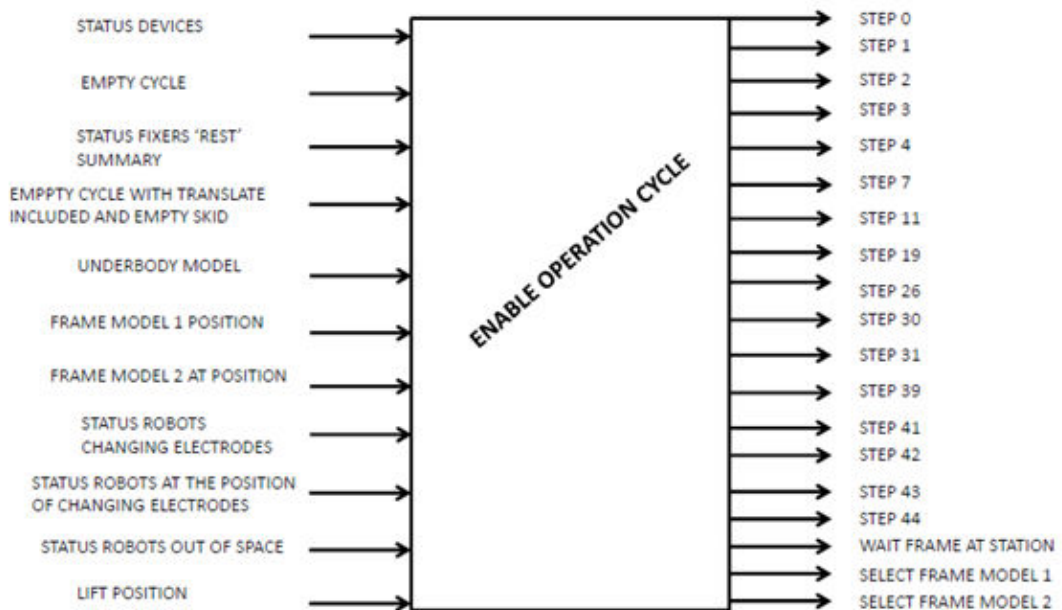 STATUS DEVICES
EMPTY CYCLE
STATUS FIXERS ‘REST’
SUMMARY
EMPPTY CYCLE WITH TRANSLATE
INCLUDED AND EMPTY SKID
UNDERBODY MODEL
FRAME MODEL 1 POSITION
FRAME MODEL 2 AT POSITION
STATUS ROBOTS
CHANGING ELECTRODES
STATUS ROBOTS AT THE POSITION
OF CHANGING ELECTRODES
STATUS ROBOTS OUT OF SPACE
LIFT POSITION
ENABLE OPERATION CYCLE
STEP 0
STEP 1
STEP 2
STEP 3
STEP 4
STEP 7
STEP 11
STEP 19
STEP 26
STEP 30
STEP 31
STEP 39
STEP 41
STEP 42
STEP 43
STEP 44
WAIT FRAME AT STATION
SELECT FRAME MODEL 1
SELECT FRAME MODEL 2